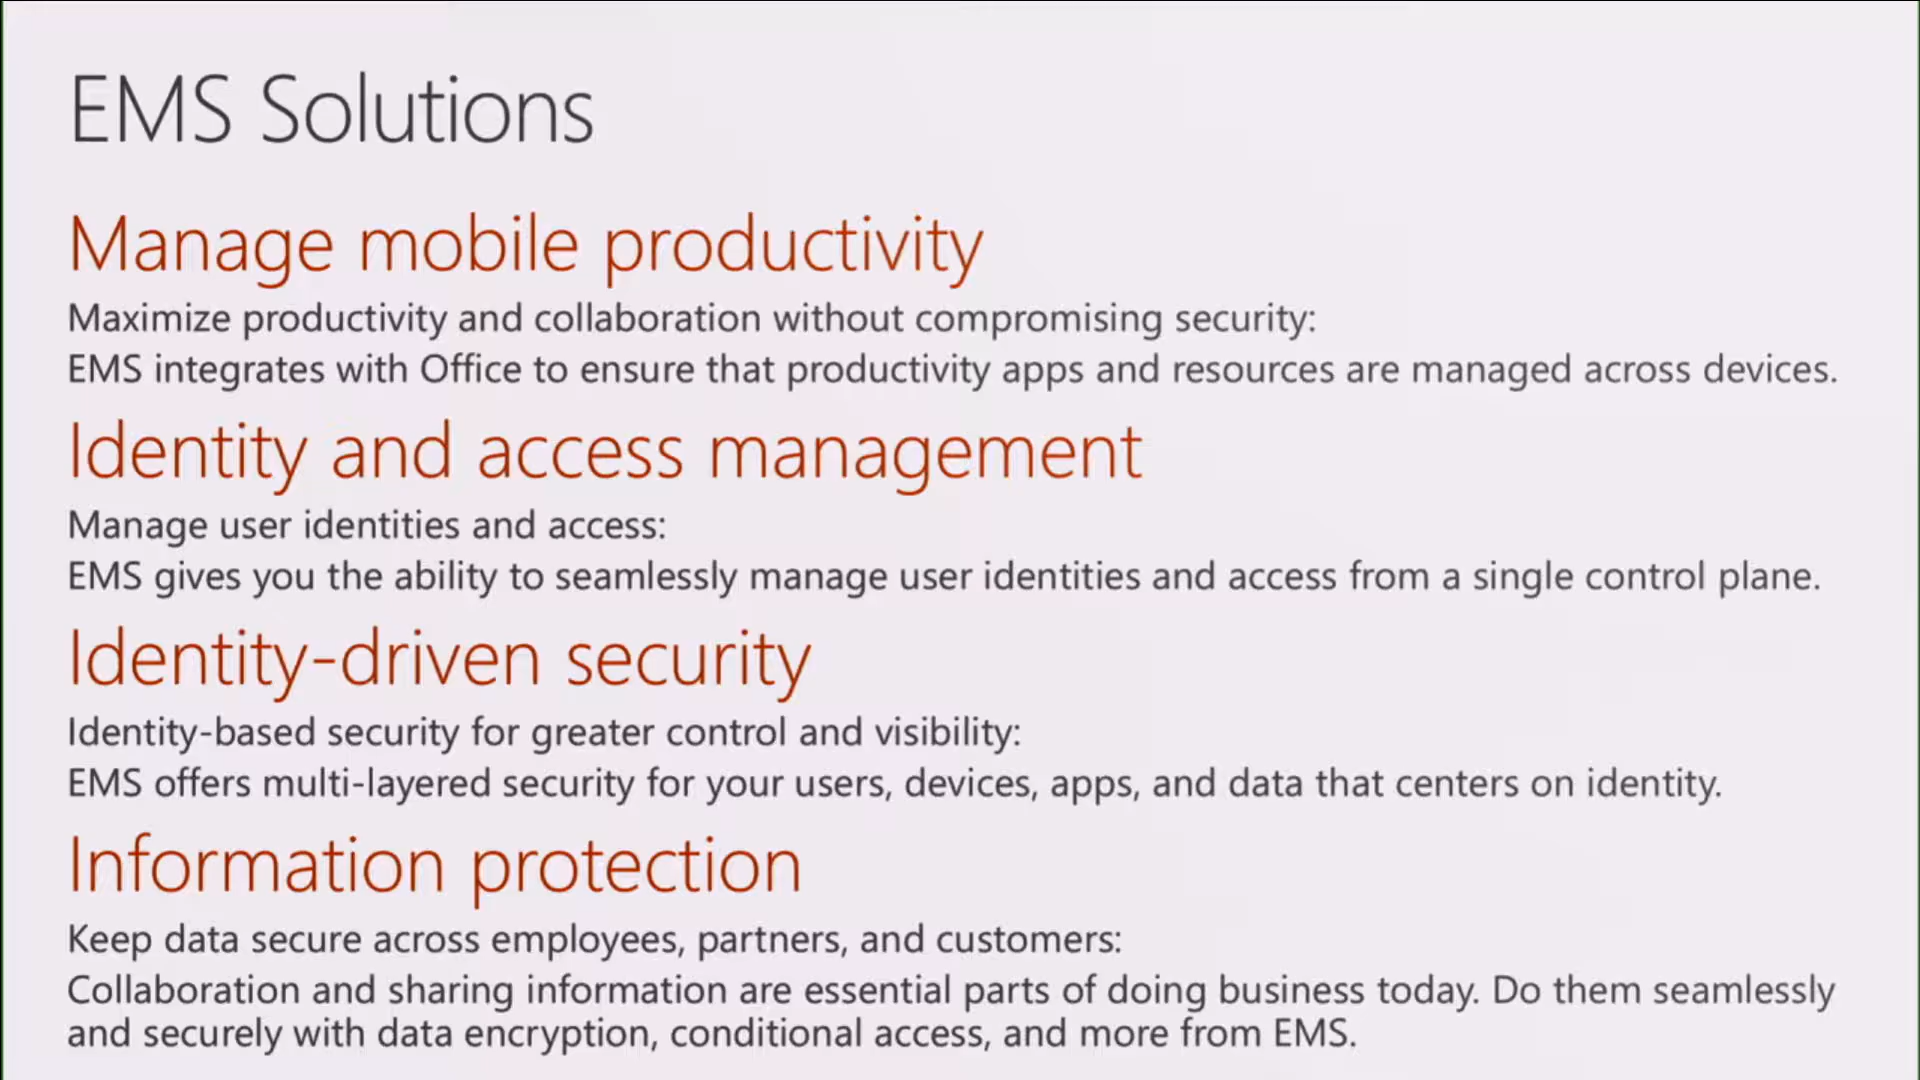 EMS Solutions
Manage mobile productivity
Maximize productivity and collaboration without compromising security:
EMS integrates with Office to ensure that productivity apps and resources are managed across devices.
Identity and access management
Manage user identities and access:
EMS gives you the ability to seamlessly manage user identities and access from a single control plane.
Identity-driven security
Identity-based security for greater control and visibility:
EMS offers multi-layered security for your users, devices, apps, and data that centers on identity.
Information protection
Keep data secure across employees, partners, and customers:
Collaboration and sharing information are essential parts of doing business today. Do them seamlessly
and securely with data encryption, conditional access, and more from EMS.